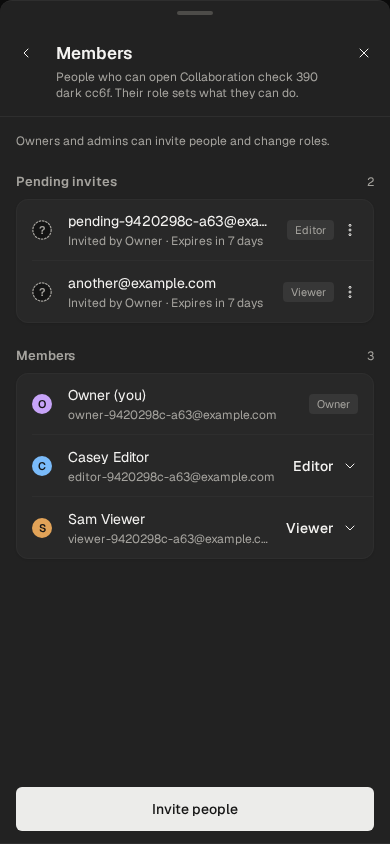 Members
People who can open Collaboration check 390
dark cc6f. Their role sets what they can do.
Owners and admins can invite people and change roles.
Pending invites 2
? pending-9420298c-a63@exa... Editor
Invited by Owner · Expires in 7 days
? another@example.com Viewer
Invited by Owner · Expires in 7 days
Members 3
O Owner (you) Owner
owner-9420298c-a63@example.com
C Casey Editor Editor
editor-9420298c-a63@example.com
S Sam Viewer Viewer
viewer-9420298c-a63@example.c...
Invite people